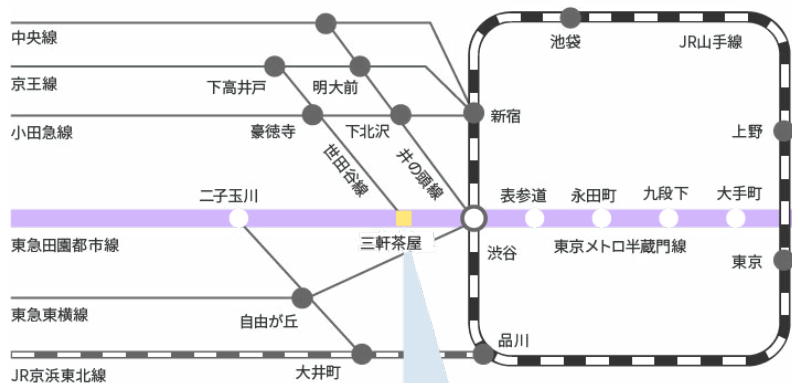 中央線
池袋
JR山手線
京王線
下高井戸
明大前
小田急線
豪徳寺
下北沢
新宿
上野
世田谷線
井の頭線
二子玉川
表参道
永田町
九段下
大手町
東急田園都市線
三軒茶屋
渋谷
東京メトロ半蔵門線
東京
東急東横線
自由が丘
品川
JR京浜東北線
大井町